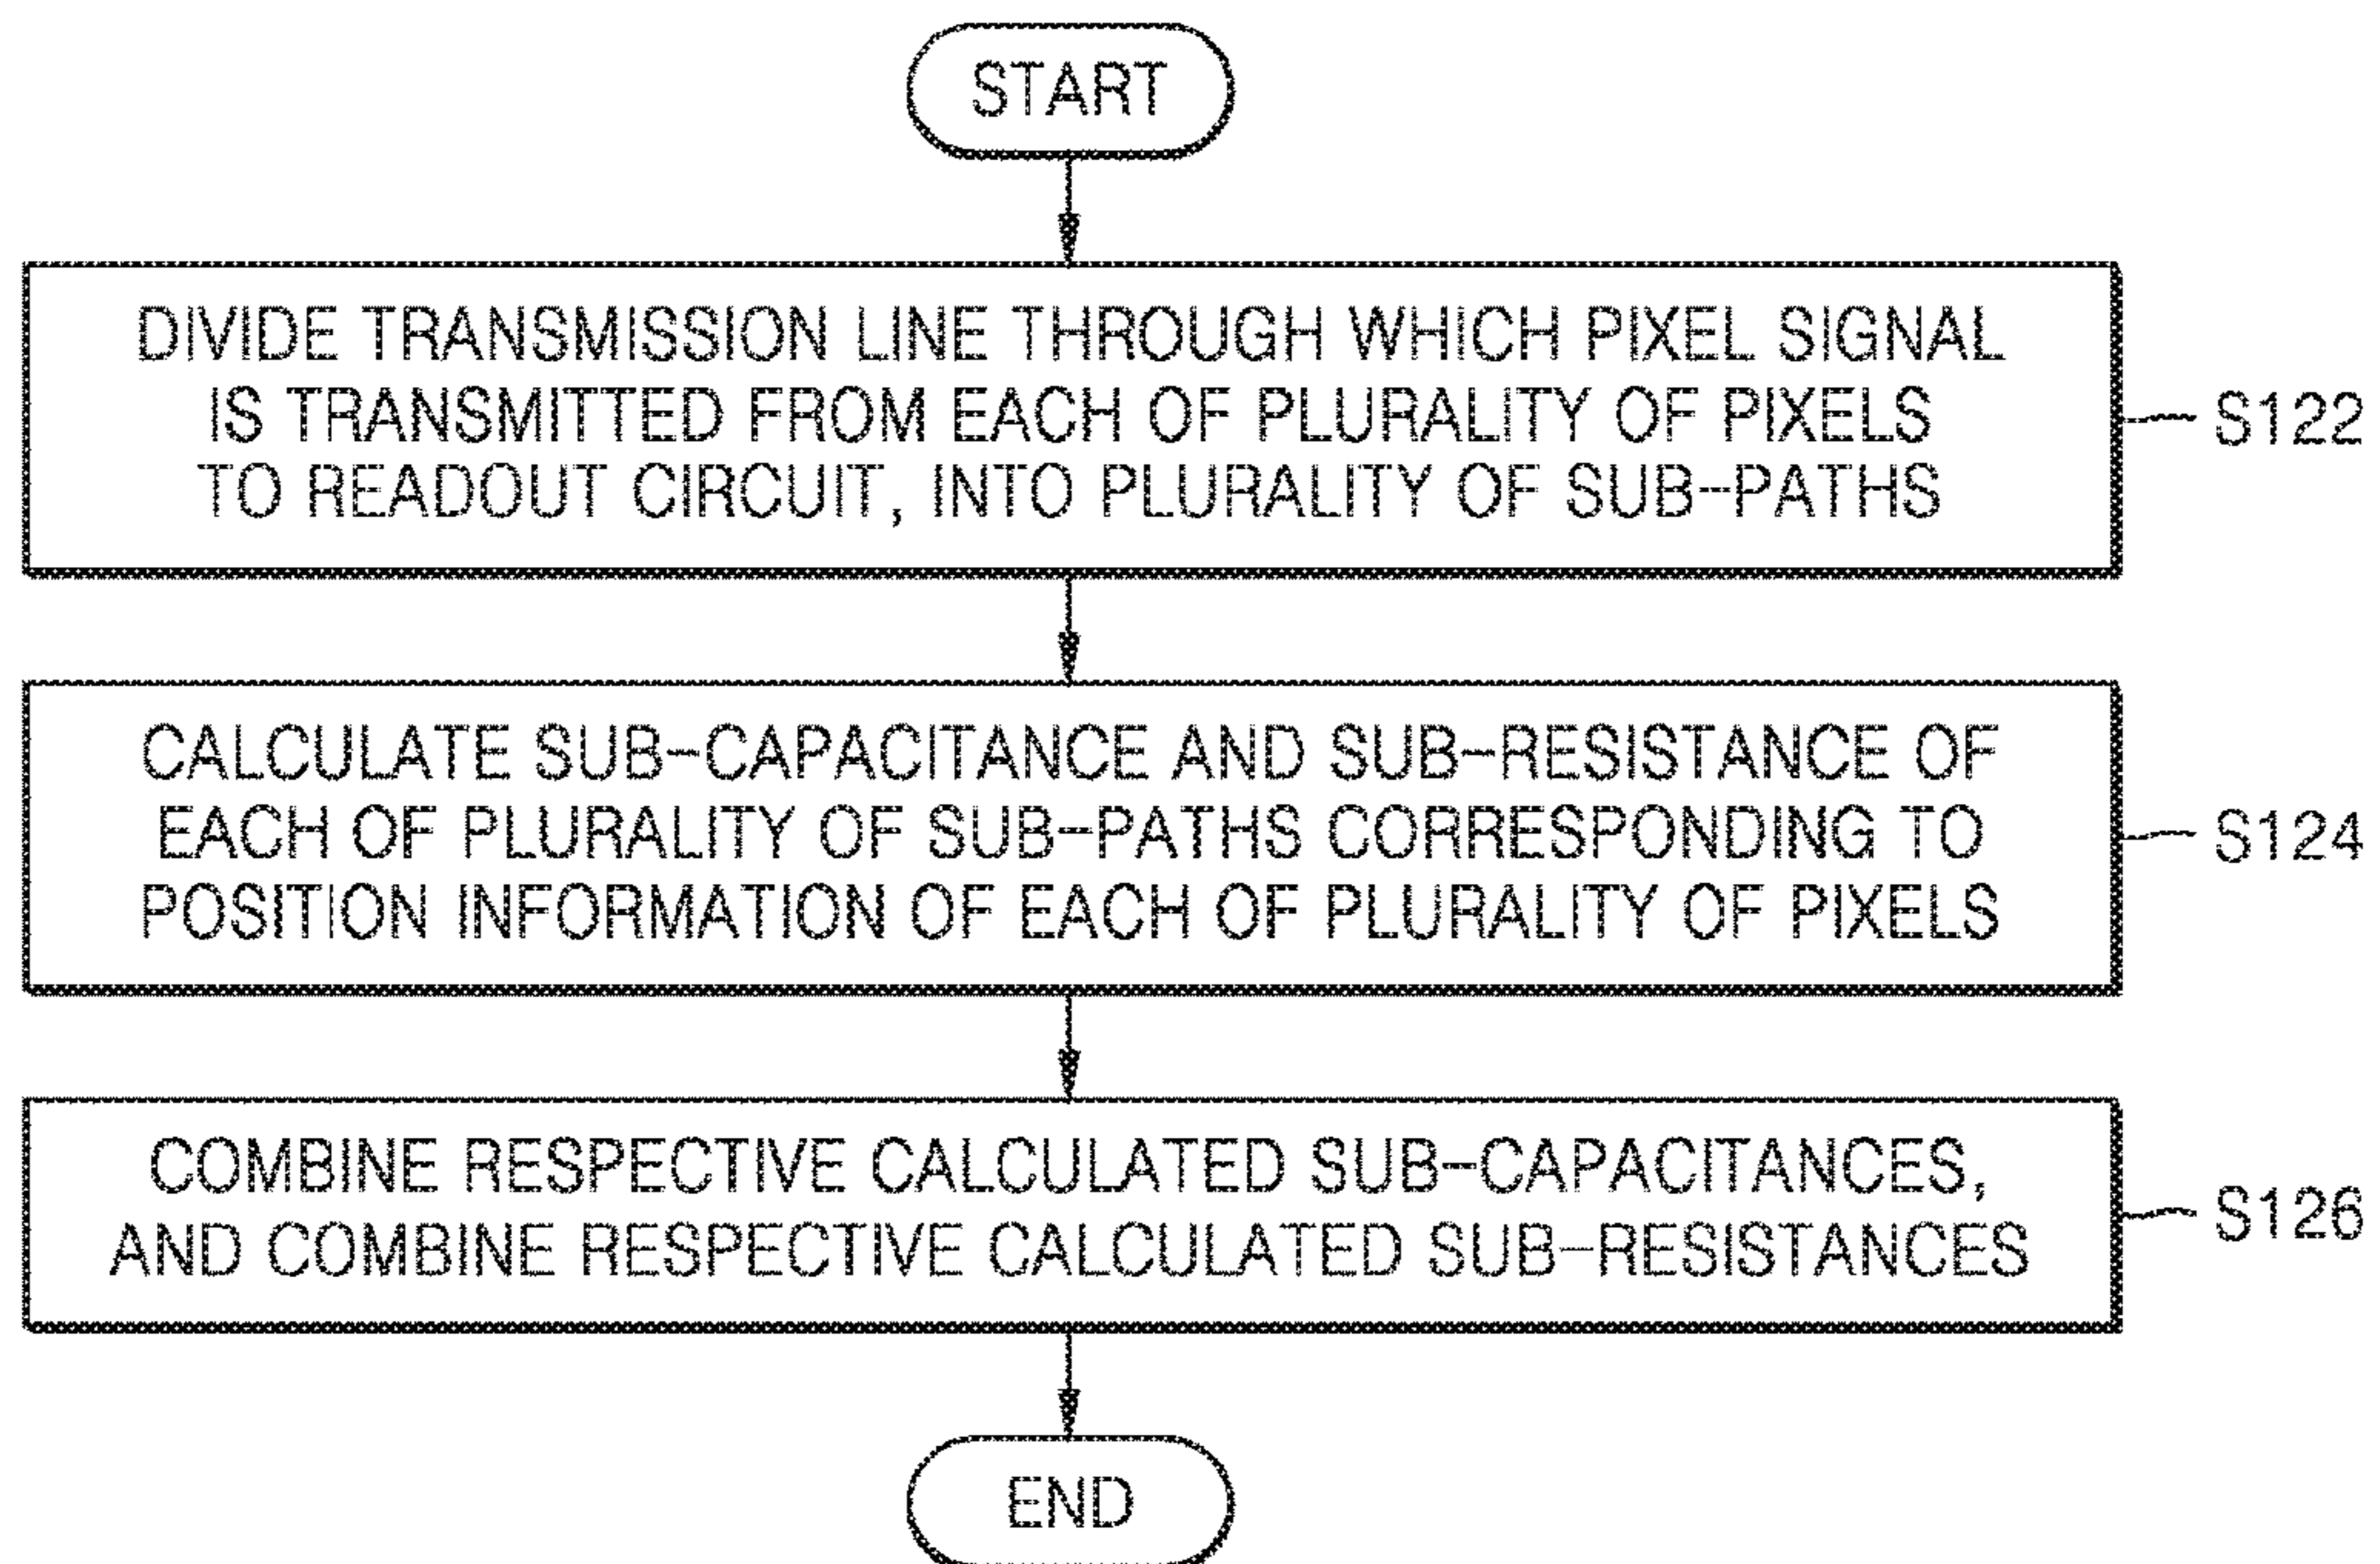 START
DIVIDE TRANSMISSION LINE THROUGH WHICH PIXEL SIGNAL
IS TRANSMITTED FROM EACH OF PLURALITY OF PIXELS
TO READOUT CIRCUIT, INTO PLURALITY OF SUB-PATHS
S122
CALCULATE SUB-CAPACITANCE AND SUB-RESISTANCE OF
EACH OF PLURALITY OF SUB-PATHS CORRESPONDING TO
POSITION INFORMATION OF EACH OF PLURALITY OF PIXELS
S124
COMBINE RESPECTIVE CALCULATED SUB-CAPACITANCES,
AND COMBINE RESPECTIVE CALCULATED SUB-RESISTANCES
S126
END